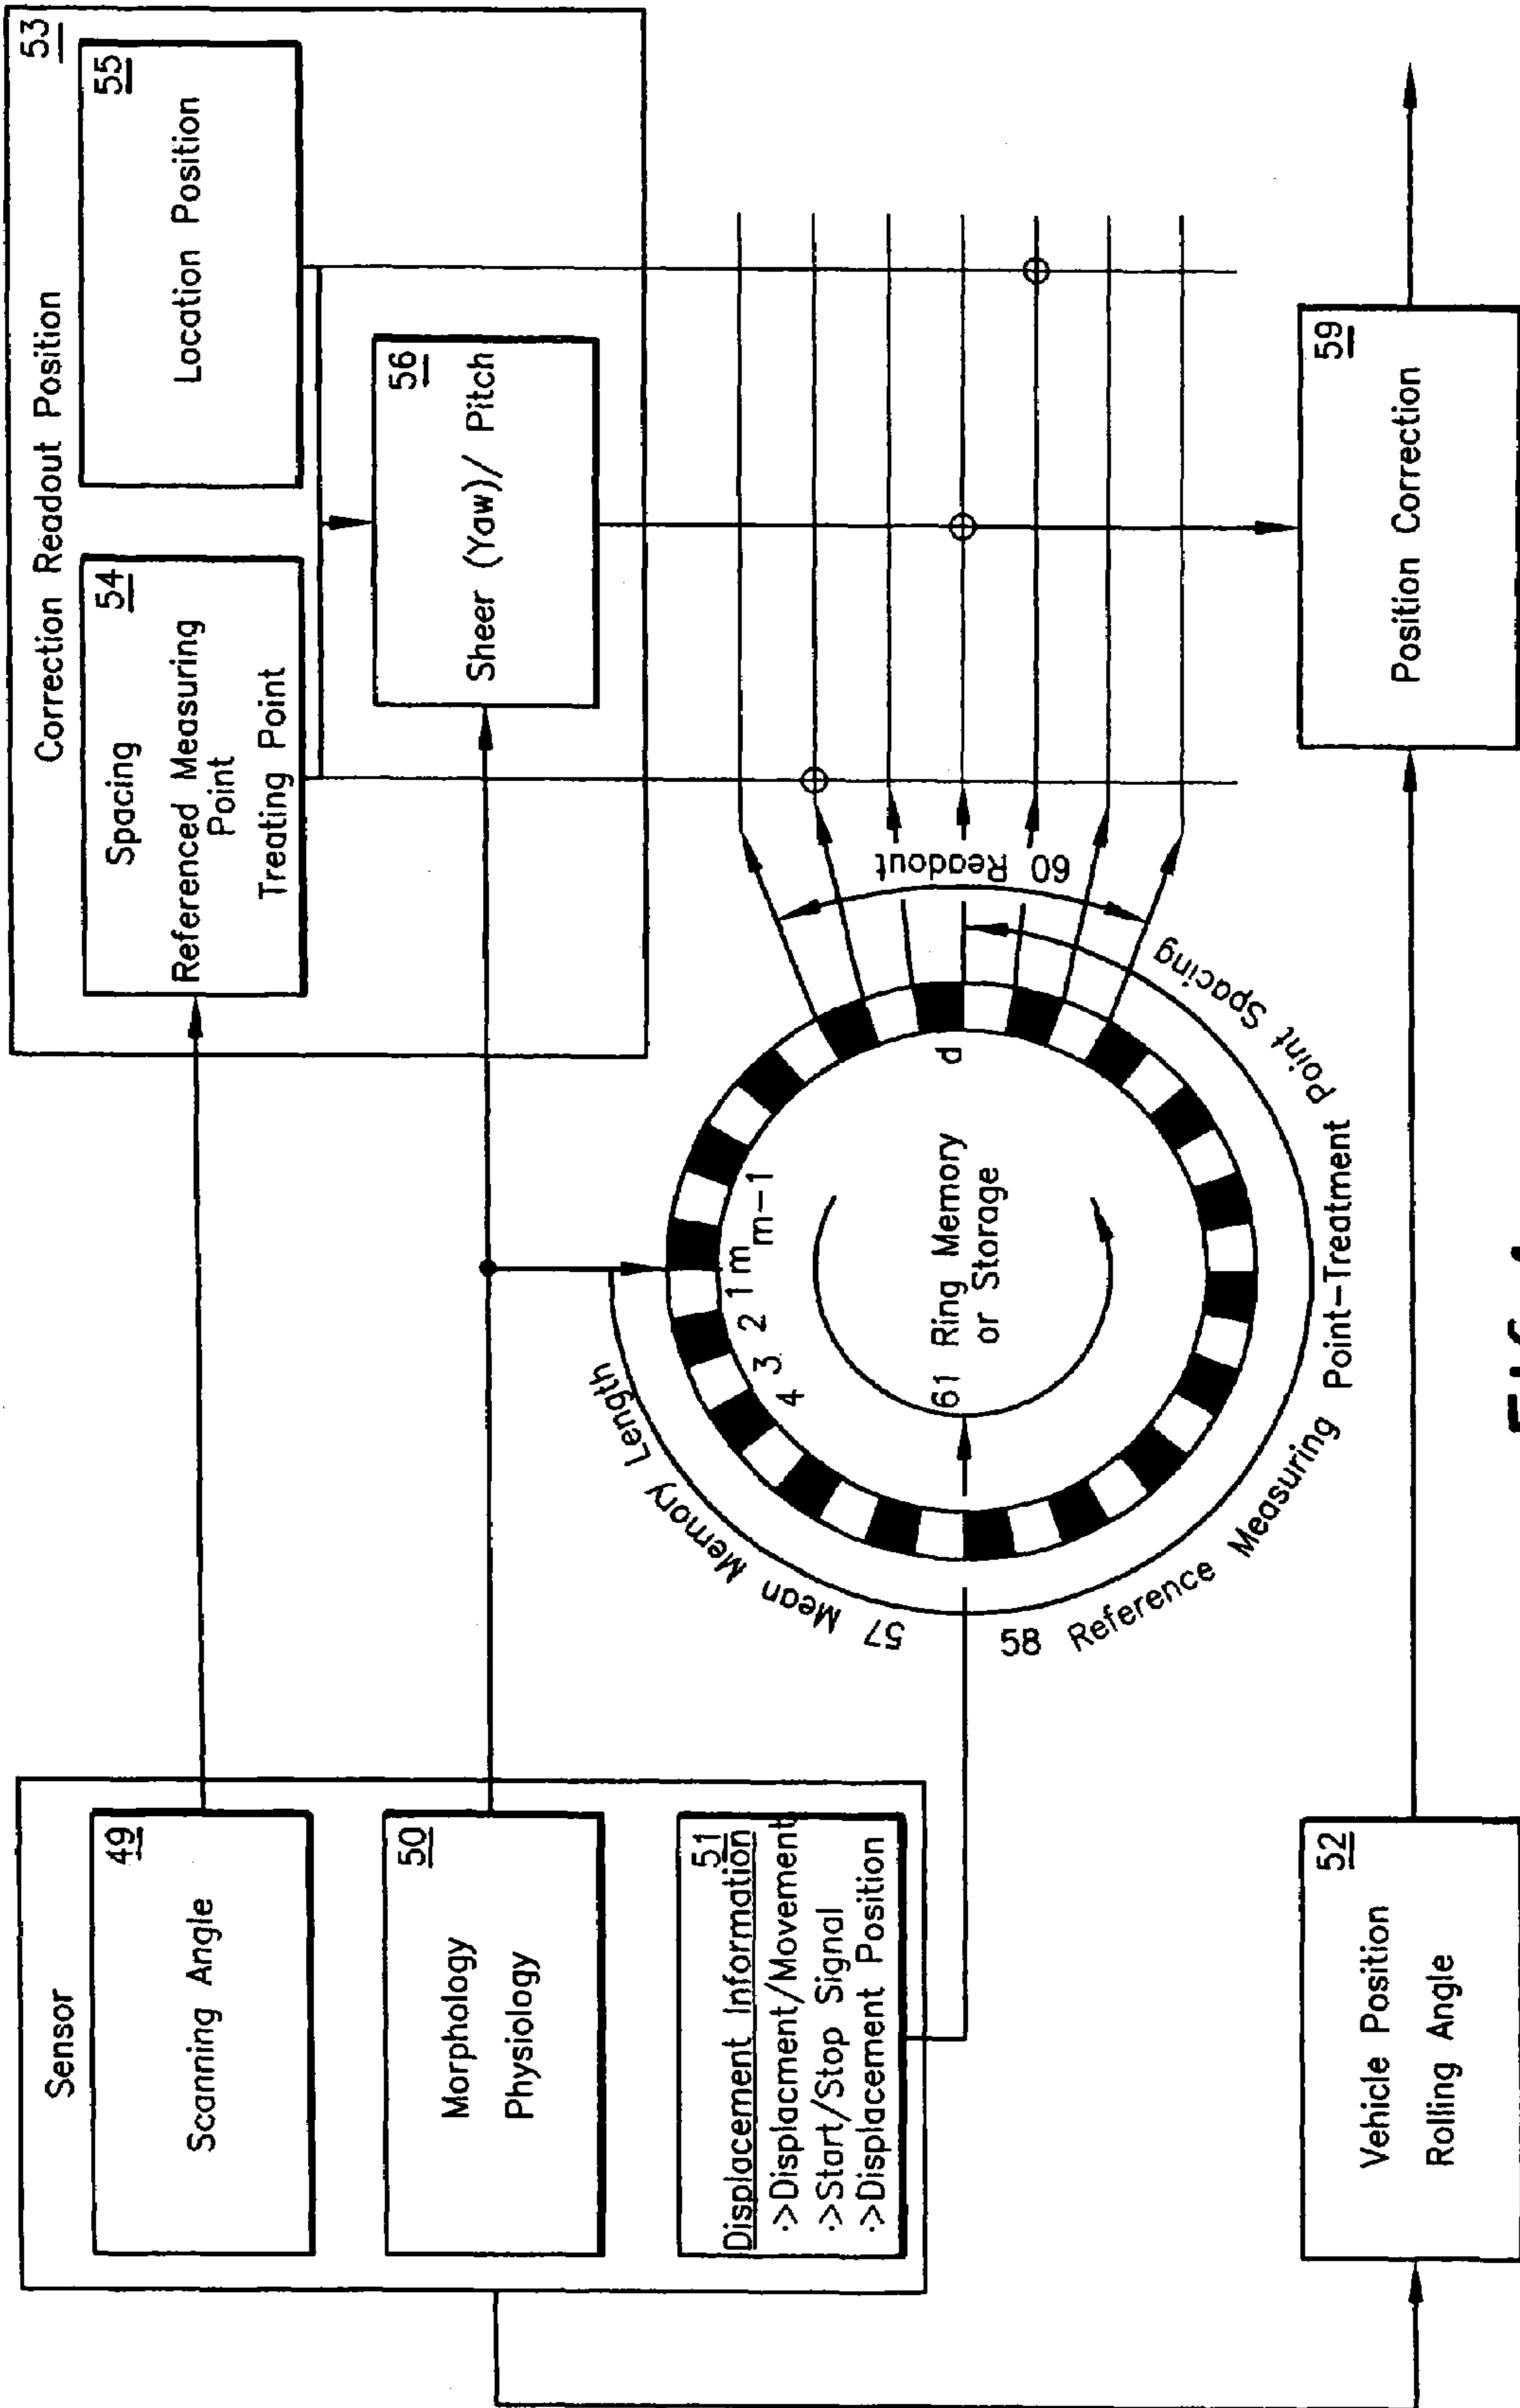 Sensor
49
Scanning Angle
50
Morphology
Physiology
51
Displacement Information
·>Displacment/Movement
·>Start/Stop Signal
·>Displacement Position
52
Vehicle Position
Rolling Angle
53
Correction Readout Position
54
Spacing
Referenced Measuring
Point
Treating Point
55
Location Position
56
Sheer (Yaw)/ Pitch
57 Mean Memory Length
4 3 2 1 m m-1
61 Ring Memory
or Storage
d
60 Readout
58 Reference Measuring Point-Treatment Point Spacing
59
Position Correction